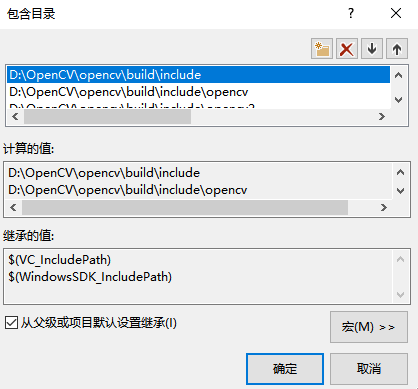 包含目录
?
D:\OpenCV\opencv\build\include
D:\OpenCV\opencv\build\include\opencv
D:\OpenCV\opencv\build\include\opencv2
计算的值:
D:\OpenCV\opencv\build\include
D:\OpenCV\opencv\build\include\opencv
继承的值:
$(VC_IncludePath)
$(WindowsSDK_IncludePath)
从父级或项目默认设置继承(I)
宏(M) >>
确定
取消